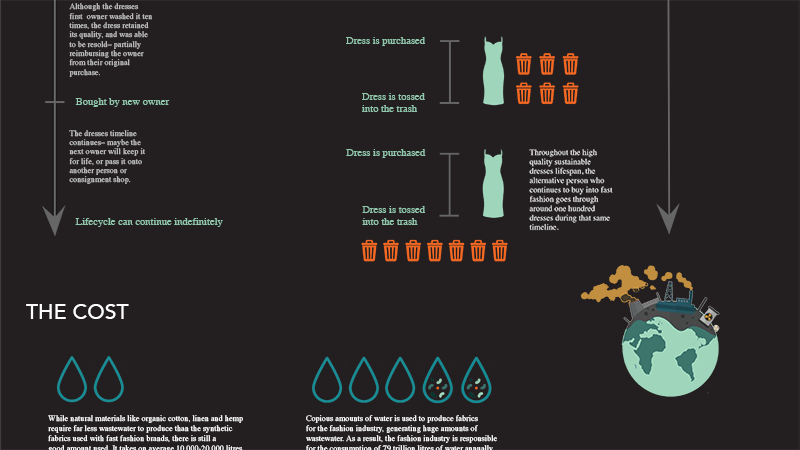 Although the dresses
first owner washed it ten
times, the dress retained
its quality, and was able
to be resold– partially
reimbursing the owner
from their original
purchase.
Bought by new owner
The dresses timeline
continues– maybe the
next owner will keep it
for life, or pass it onto
another person or
consignment shop.
Lifecycle can continue indefinitely
Dress is purchased
Dress is tossed
into the trash
Dress is purchased
Dress is tossed
into the trash
Throughout the high
quality sustainable
dresses lifespan, the
alternative person who
continues to buy into fast
fashion goes through
around one hundred
dresses during that same
timeline.
THE COST
While natural materials like organic cotton, linen and hemp
require far less wastewater to produce than the synthetic
fabrics used with fast fashion brands, there is still a
good amount used. It takes on average 10,000-20,000 litres
Copious amounts of water is used to produce fabrics
for the fashion industry, generating huge amounts of
wastewater. As a result, the fashion industry is responsible
for the consumption of 79 trillion litres of water annually